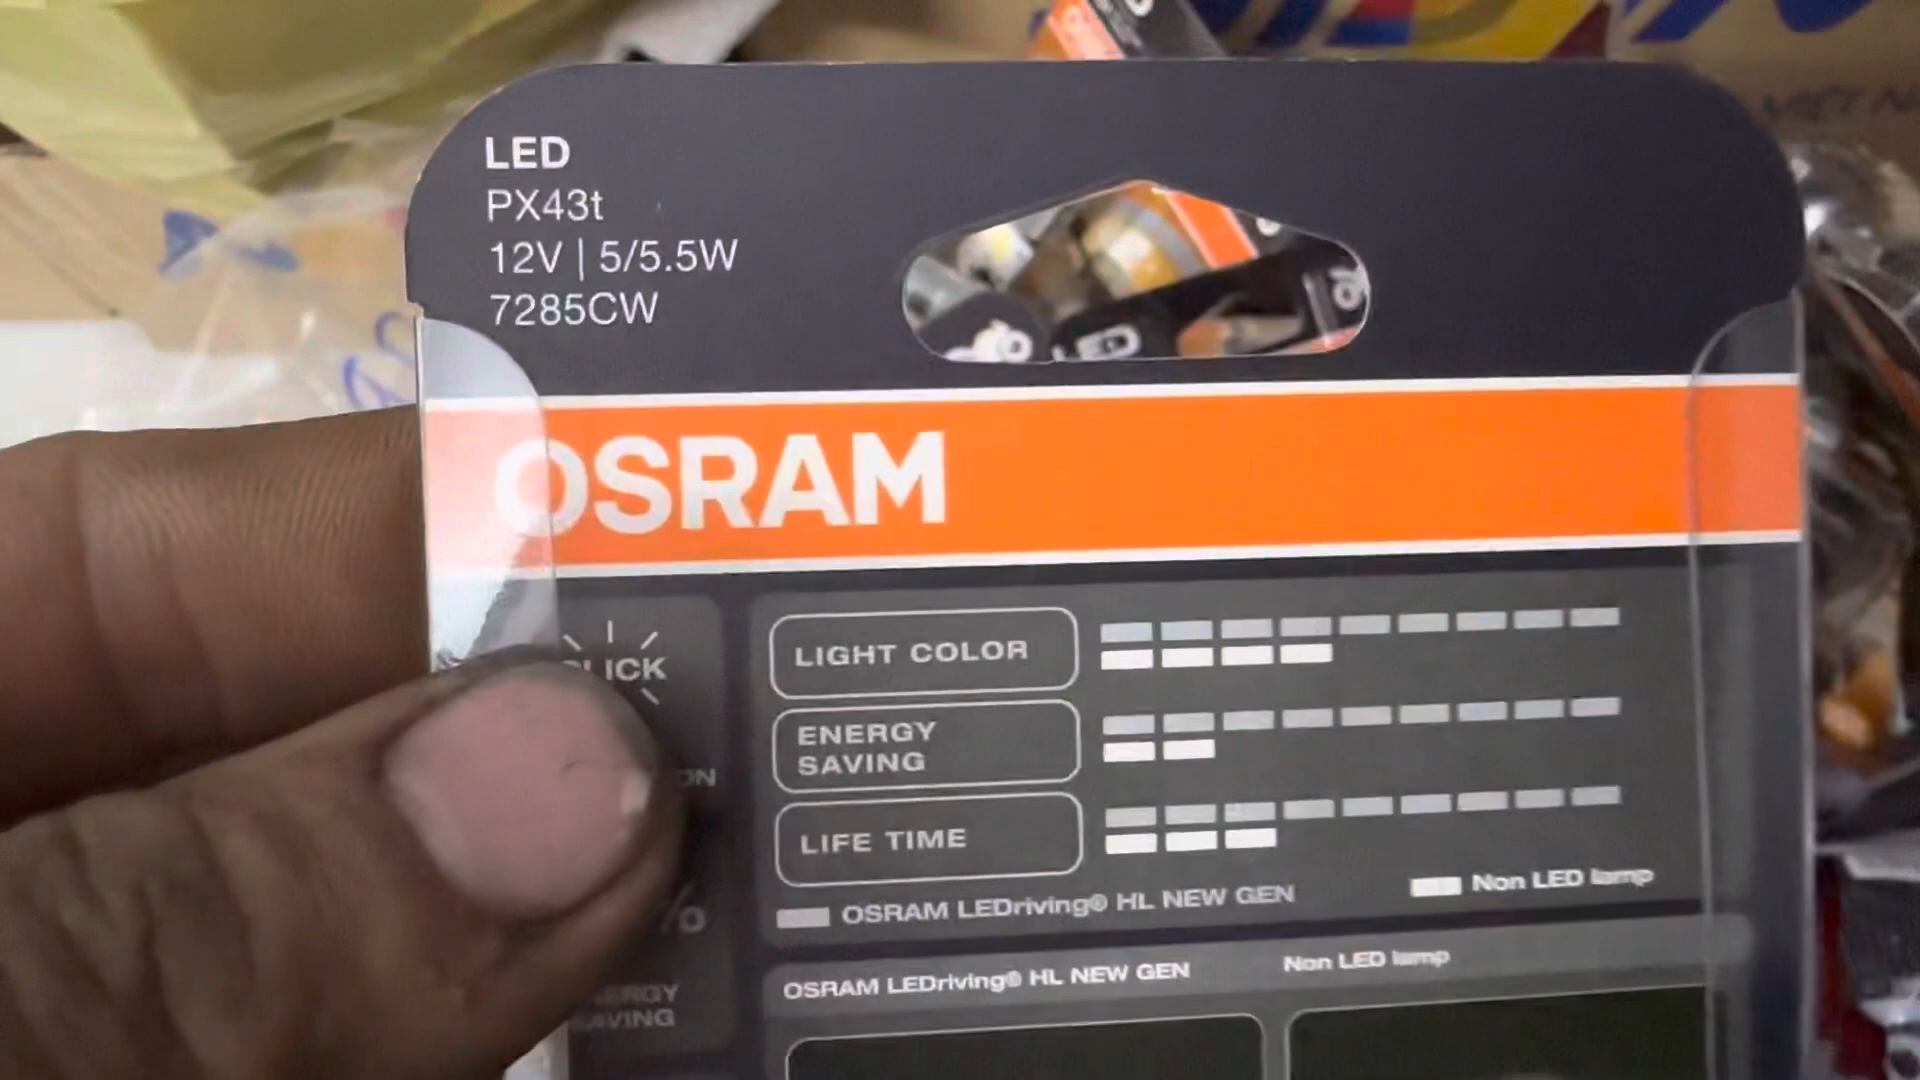 LED
PX43t
12V | 5/5.5W
7285CW
LED
OSRAM
LIGHT COLOR
ENERGY
SAVING
LIFE TIME
OSRAM LEDriving® HL NEW GEN
Non LED lamp
OSRAM LEDriving® HL NEW GEN
Non LED lamp